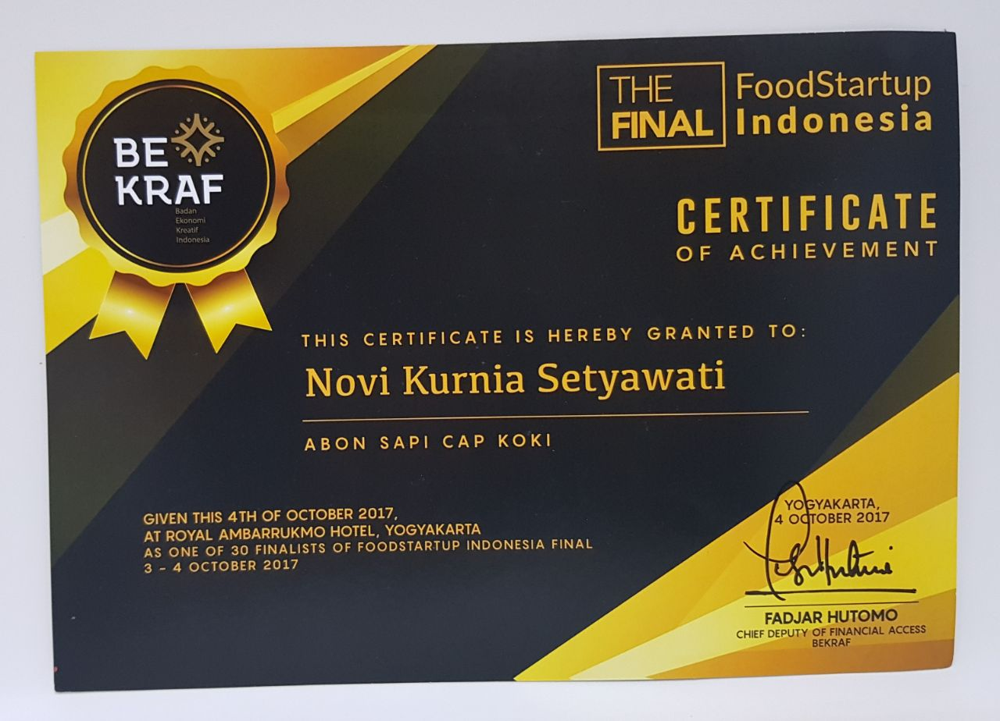 BE
KRAF
Badan
Ekonomi
Kreatif
Indonesia
THE
FINAL
FoodStartup
Indonesia
CERTIFICATE
OF ACHIEVEMENT
THIS CERTIFICATE IS HEREBY GRANTED TO:
Novi Kurnia Setyawati
ABON SAPI CAP KOKI
GIVEN THIS 4TH OF OCTOBER 2017,
AT ROYAL AMBARRUKMO HOTEL, YOGYAKARTA
AS ONE OF 30 FINALISTS OF FOODSTARTUP INDONESIA FINAL
3 - 4 OCTOBER 2017
YOGYAKARTA,
4 OCTOBER 2017
FADJAR HUTOMO
CHIEF DEPUTY OF FINANCIAL ACCESS
BEKRAF